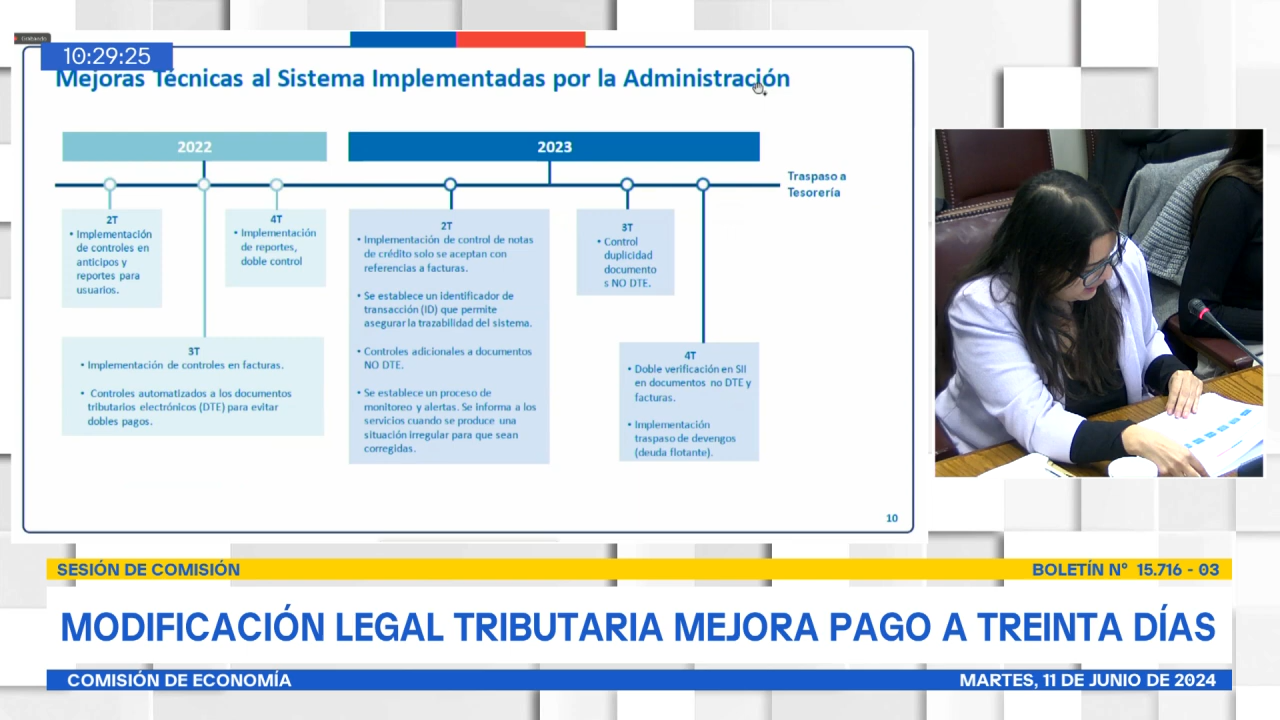 10:29:25
Mejoras Técnicas al Sistema Implementadas por la Administración
2022
2023
Traspaso a
Tesorería
2T
• Implementación
de controles en
anticipos y
reportes para
usuarios.
4T
• Implementación
de reportes,
doble control
3T
• Implementación de controles en facturas.
• Controles automatizados a los documentos
tributarios electrónicos (DTE) para evitar
dobles pagos.
2T
• Implementación de control de notas
de crédito solo se aceptan con
referencias a facturas.
• Se establece un identificador de
transacción (ID) que permite
asegurar la trazabilidad del sistema.
• Controles adicionales a documentos
NO DTE.
• Se establece un proceso de
monitoreo y alertas. Se informa a los
servicios cuando se produce una
situación irregular para que sean
corregidas.
3T
• Control
duplicidad
documento
s NO DTE.
4T
• Doble verificación en SII
en documentos no DTE y
facturas.
• Implementación
traspaso de devengos
(deuda flotante).
10
SESIÓN DE COMISIÓN
BOLETÍN N° 15.716 - 03
MODIFICACIÓN LEGAL TRIBUTARIA MEJORA PAGO A TREINTA DÍAS
COMISIÓN DE ECONOMÍA
MARTES, 11 DE JUNIO DE 2024